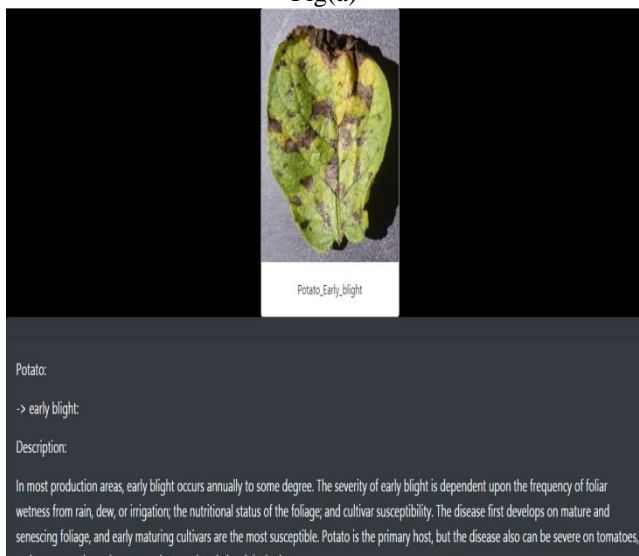 Potato_Early_blight
Potato:
-> early blight:
Description:
In most production areas, early blight occurs annually to some degree. The severity of early blight is dependent upon the frequency of foliar
wetness from rain, dew, or irrigation; the nutritional status of the foliage; and cultivar susceptibility. The disease first develops on mature and
senescing foliage, and early maturing cultivars are the most susceptible. Potato is the primary host, but the disease also can be severe on tomatoes,